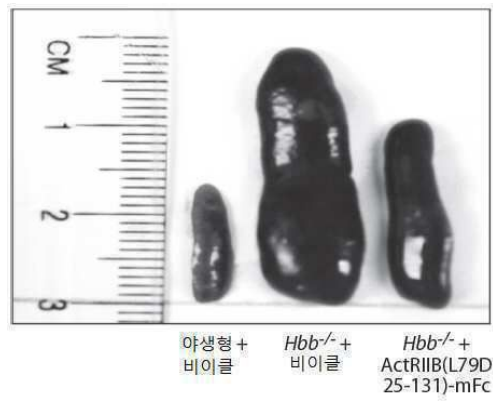 CM
1
2
3
야생형 + 비이클
Hbb-/- + 비이클
Hbb-/- + ActRIIB(L79D 25-131)-mFc